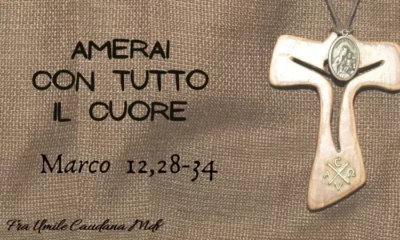 AMERAI
CON TUTTO
IL CUORE
Marco 12,28-34
Fra Umile Caudana Mdf